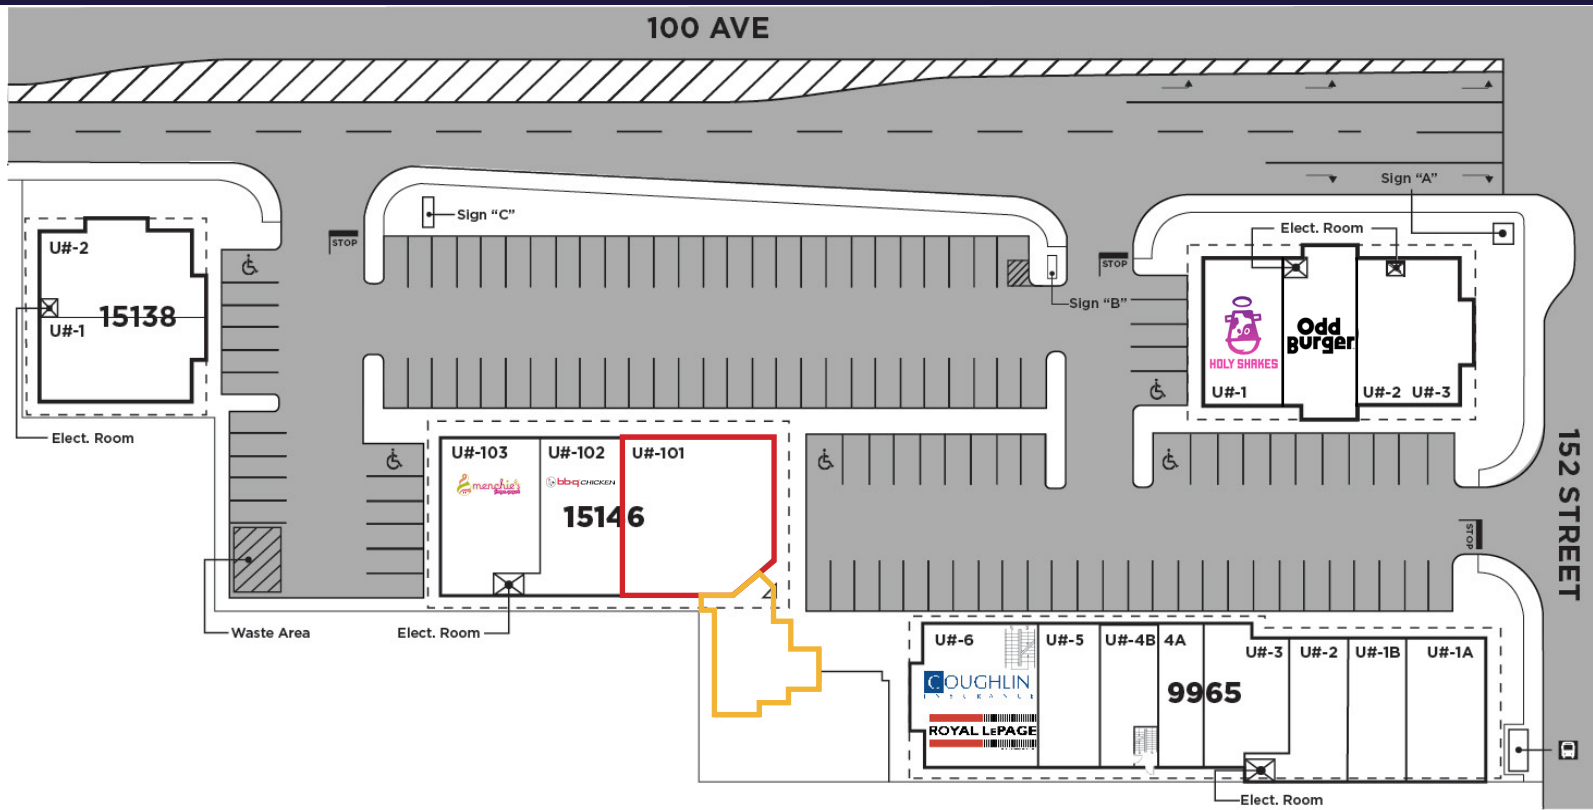 100 AVE
Sign “A”
Sign “C”
STOP
Elect. Room
U#-2
STOP
Sign “B”
15138
U#-1
HOLY SHAKES
Odd
Burger
U#-1
U#-2 U#-3
Elect. Room
152 STREET
U#-103
U#-102
U#-101
menchie's
bb.q CHICKEN
15146
STOP
Waste Area
Elect. Room
U#-6
U#-5
U#-4B
4A
U#-3
U#-2
U#-1B
U#-1A
COUGHLIN
INSURANCE
9965
ROYAL LEPAGE
Elect. Room